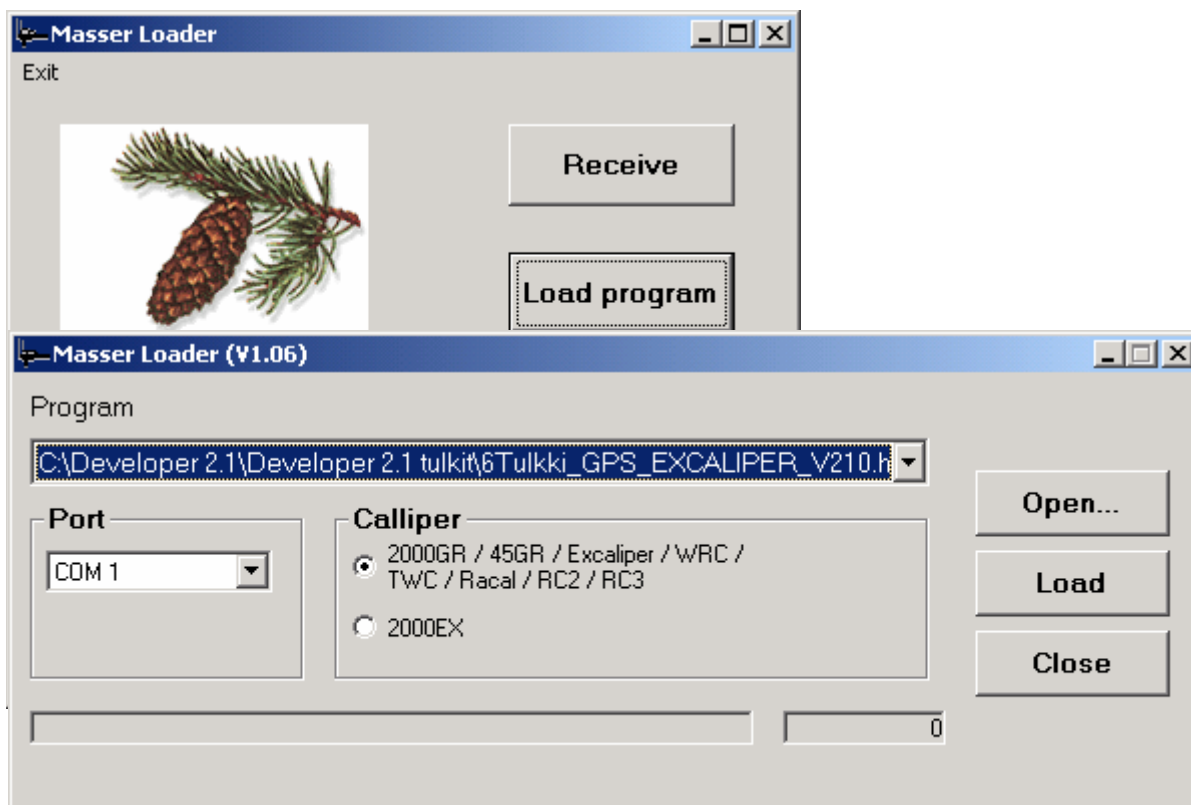 Masser Loader
Exit
Receive
Load program
Masser Loader (V1.06)
Program
C:\Developer 2.1\Developer 2.1 tulkit\6Tulkki_GPS_EXCALIPER_V210.h
Open...
Port
Calliper
COM 1
2000GR / 45GR / Excaliper / WRC /
TWC / Racal / RC2 / RC3
Load
2000EX
Close
0